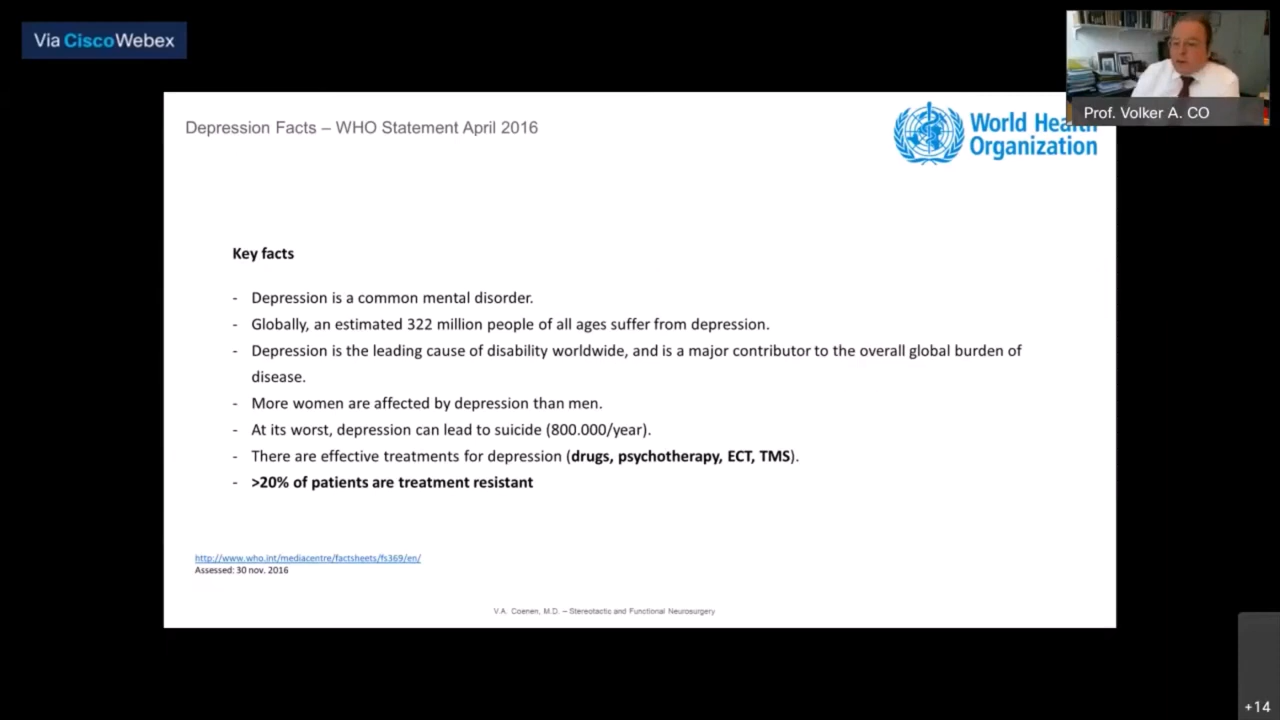 Via CiscoWebex
Prof. Volker A. CO
Depression Facts – WHO Statement April 2016
World Health
Organization
Key facts
- Depression is a common mental disorder.
- Globally, an estimated 322 million people of all ages suffer from depression.
- Depression is the leading cause of disability worldwide, and is a major contributor to the overall global burden of
disease.
- More women are affected by depression than men.
- At its worst, depression can lead to suicide (800.000/year).
- There are effective treatments for depression (drugs, psychotherapy, ECT, TMS).
- >20% of patients are treatment resistant
http://www.who.int/mediacentre/factsheets/fs369/en/
Assessed: 30 nov. 2016
V.A. Coenen, M.D. – Stereotactic and Functional Neurosurgery
+14